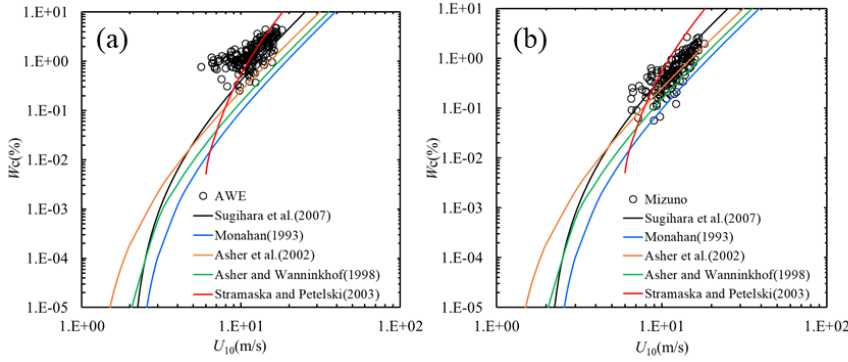 (a)
1.E+01
1.E+00
1.E-01
1.E-02
1.E-03
1.E-04
1.E-05
Wc(%)
AWE
Sugihara et al.(2007)
Monahan(1993)
Asher et al.(2002)
Asher and Wanninkhof(1998)
Stramaska and Petelski(2003)
1.E+00 1.E+01 1.E+02
U10(m/s)
(b)
1.E+01
1.E+00
1.E-01
1.E-02
1.E-03
1.E-04
1.E-05
Wc(%)
Mizuno
Sugihara et al.(2007)
Monahan(1993)
Asher et al.(2002)
Asher and Wanninkhof(1998)
Stramaska and Petelski(2003)
1.E+00 1.E+01 1.E+02
U10(m/s)